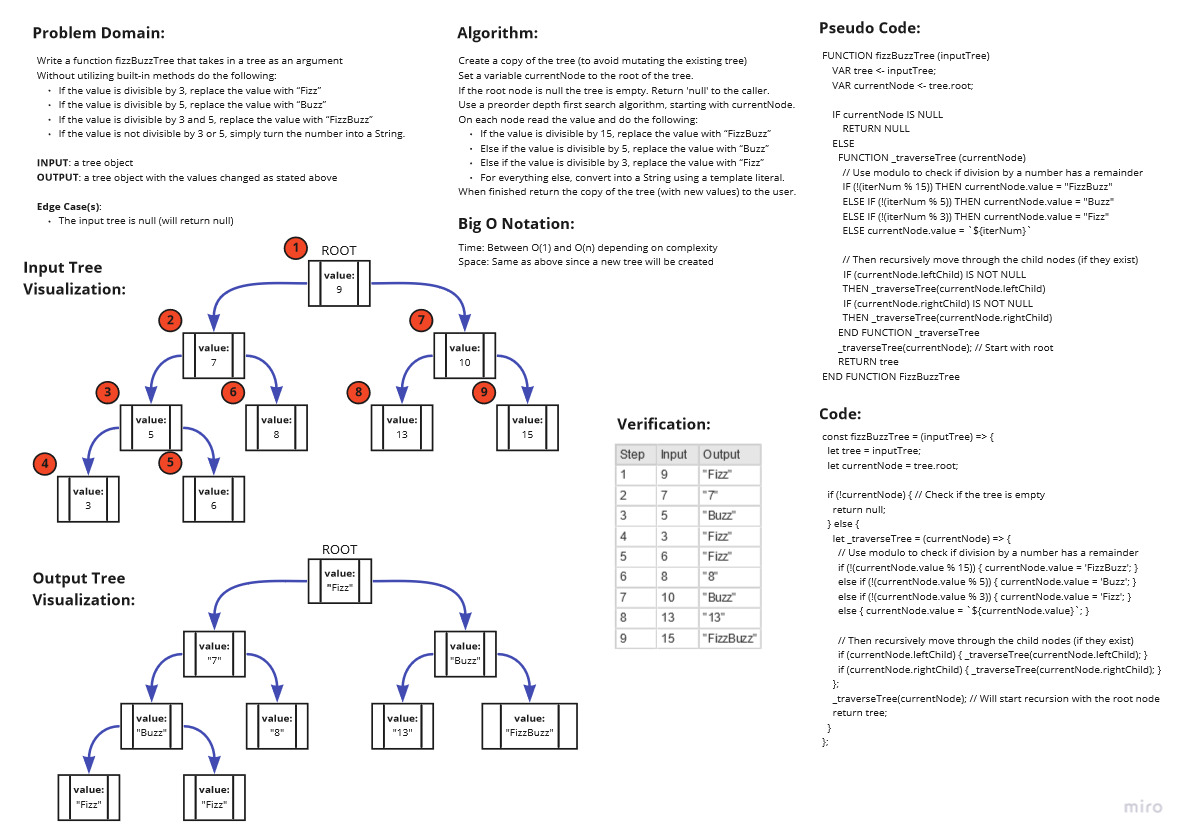 Problem Domain:
Write a function fizzBuzzTree that takes in a tree as an argument
Without utilizing built-in methods do the following:
• If the value is divisible by 3, replace the value with “Fizz”
• If the value is divisible by 5, replace the value with “Buzz”
• If the value is divisible by 3 and 5, replace the value with “FizzBuzz”
• If the value is not divisible by 3 or 5, simply turn the number into a String.
INPUT: a tree object
OUTPUT: a tree object with the values changed as stated above
Edge Case(s):
• The input tree is null (will return null)
Algorithm:
Create a copy of the tree (to avoid mutating the existing tree)
Set a variable currentNode to the root of the tree.
If the root node is null the tree is empty. Return 'null' to the caller.
Use a preorder depth first search algorithm, starting with currentNode.
On each node read the value and do the following:
• If the value is divisible by 15, replace the value with “FizzBuzz”
• Else if the value is divisible by 5, replace the value with “Buzz”
• Else if the value is divisible by 3, replace the value with “Fizz”
• For everything else, convert into a String using a template literal.
When finished return the copy of the tree (with new values) to the user.
Big O Notation:
Time: Between O(1) and O(n) depending on complexity
Space: Same as above since a new tree will be created
Pseudo Code:
FUNCTION fizzBuzzTree (inputTree)
VAR tree <- inputTree;
VAR currentNode <- tree.root;
IF currentNode IS NULL
RETURN NULL
ELSE
FUNCTION _traverseTree (currentNode)
// Use modulo to check if division by a number has a remainder
IF (!(iterNum % 15)) THEN currentNode.value = "FizzBuzz"
ELSE IF (!(iterNum % 5)) THEN currentNode.value = "Buzz"
ELSE IF (!(iterNum % 3)) THEN currentNode.value = "Fizz"
ELSE currentNode.value = `${iterNum}`
// Then recursively move through the child nodes (if they exist)
IF (currentNode.leftChild) IS NOT NULL
THEN _traverseTree(currentNode.leftChild)
IF (currentNode.rightChild) IS NOT NULL
THEN _traverseTree(currentNode.rightChild)
END FUNCTION _traverseTree
_traverseTree(currentNode); // Start with root
RETURN tree
END FUNCTION FizzBuzzTree
Input Tree
Visualization:
1
ROOT
value:
9
2
value:
7
7
value:
10
3
value:
5
6
value:
8
8
value:
13
9
value:
15
4
value:
3
5
value:
6
Output Tree
Visualization:
ROOT
value:
"Fizz"
value:
"7"
value:
"Buzz"
value:
"Buzz"
value:
"8"
value:
"13"
value:
"FizzBuzz"
value:
"Fizz"
value:
"Fizz"
Verification:
Step Input Output
1 9 "Fizz"
2 7 "7"
3 5 "Buzz"
4 3 "Fizz"
5 6 "Fizz"
6 8 "8"
7 10 "Buzz"
8 13 "13"
9 15 "FizzBuzz"
Code:
const fizzBuzzTree = (inputTree) => {
let tree = inputTree;
let currentNode = tree.root;
if (!currentNode) { // Check if the tree is empty
return null;
} else {
let _traverseTree = (currentNode) => {
// Use modulo to check if division by a number has a remainder
if (!(currentNode.value % 15)) { currentNode.value = 'FizzBuzz'; }
else if (!(currentNode.value % 5)) { currentNode.value = 'Buzz'; }
else if (!(currentNode.value % 3)) { currentNode.value = 'Fizz'; }
else { currentNode.value = `${currentNode.value}`; }
// Then recursively move through the child nodes (if they exist)
if (currentNode.leftChild) { _traverseTree(currentNode.leftChild); }
if (currentNode.rightChild) { _traverseTree(currentNode.rightChild); }
};
_traverseTree(currentNode); // Will start recursion with the root node
return tree;
}
};
miro